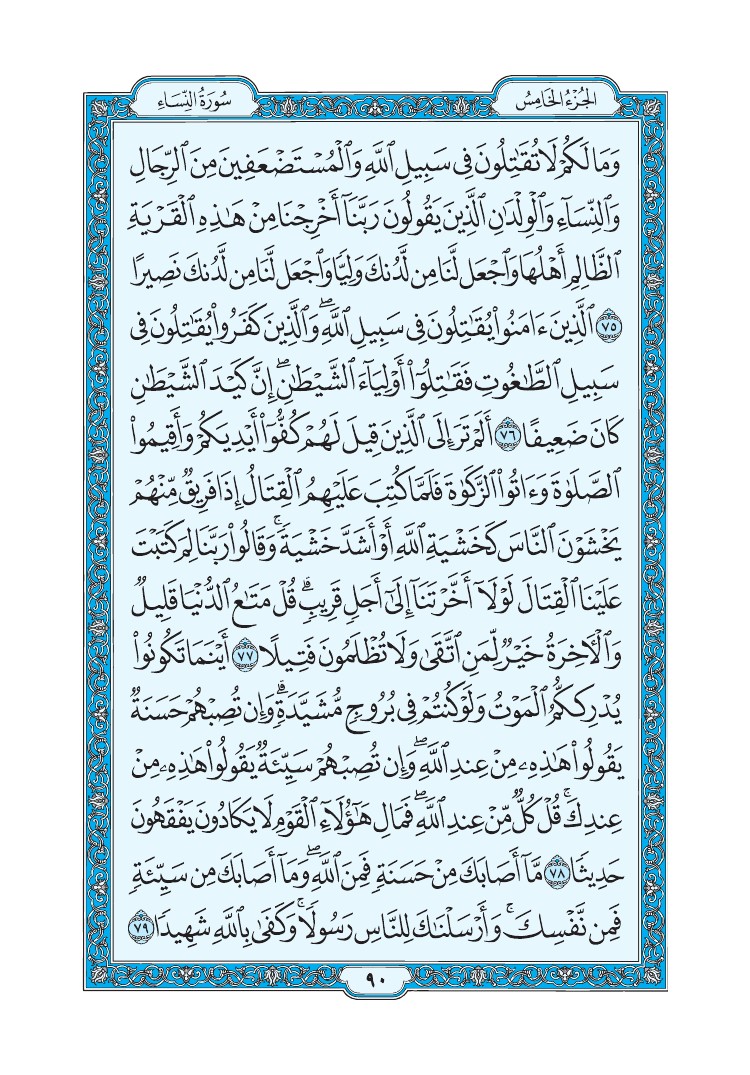 الجُزْءُ الخَامِسُ
سُورَةُ النِّسَاءِ
وَمَا لَكُمْ لَا تُقَٰتِلُونَ فِى سَبِيلِ ٱللَّهِ وَٱلْمُسْتَضْعَفِينَ مِنَ ٱلرِّجَالِ
وَٱلنِّسَآءِ وَٱلْوِلْدَٰنِ ٱلَّذِينَ يَقُولُونَ رَبَّنَآ أَخْرِجْنَا مِنْ هَٰذِهِ ٱلْقَرْيَةِ
ٱلظَّالِمِ أَهْلُهَا وَٱجْعَل لَّنَا مِن لَّدُنكَ وَلِيًّا وَٱجْعَل لَّنَا مِن لَّدُنكَ نَصِيرًا
٧٥ ٱلَّذِينَ ءَامَنُوا۟ يُقَٰتِلُونَ فِى سَبِيلِ ٱللَّهِ ۖ وَٱلَّذِينَ كَفَرُوا۟ يُقَٰتِلُونَ فِى
سَبِيلِ ٱلطَّٰغُوتِ فَقَٰتِلُوٓا۟ أَوْلِيَآءَ ٱلشَّيْطَٰنِ ۖ إِنَّ كَيْدَ ٱلشَّيْطَٰنِ
كَانَ ضَعِيفًا ٧٦ أَلَمْ تَرَ إِلَى ٱلَّذِينَ قِيلَ لَهُمْ كُفُّوٓا۟ أَيْدِيَكُمْ وَأَقِيمُوا۟
ٱلصَّلَوٰةَ وَءَاتُوا۟ ٱلزَّكَوٰةَ فَلَمَّا كُتِبَ عَلَيْهِمُ ٱلْقِتَالُ إِذَا فَرِيقٌ مِّنْهُمْ
يَخْشَوْنَ ٱلنَّاسَ كَخَشْيَةِ ٱللَّهِ أَوْ أَشَدَّ خَشْيَةً ۚ وَقَالُوا۟ رَبَّنَا لِمَ كَتَبْتَ
عَلَيْنَا ٱلْقِتَالَ لَوْلَآ أَخَّرْتَنَآ إِلَىٰٓ أَجَلٍ قَرِيبٍ ۗ قُلْ مَتَٰعُ ٱلدُّنْيَا قَلِيلٌ
وَٱلْءَاخِرَةُ خَيْرٌ لِّمَنِ ٱتَّقَىٰ وَلَا تُظْلَمُونَ فَتِيلًا ٧٧ أَيْنَمَا تَكُونُوا۟
يُدْرِككُّمُ ٱلْمَوْتُ وَلَوْ كُنتُمْ فِى بُرُوجٍ مُّشَيَّدَةٍ ۗ وَإِن تُصِبْهُمْ حَسَنَةٌ
يَقُولُوا۟ هَٰذِهِۦ مِنْ عِندِ ٱللَّهِ ۖ وَإِن تُصِبْهُمْ سَيِّئَةٌ يَقُولُوا۟ هَٰذِهِۦ مِنْ
عِندِكَ ۚ قُلْ كُلٌّ مِّنْ عِندِ ٱللَّهِ ۖ فَمَالِ هَٰٓؤُلَآءِ ٱلْقَوْمِ لَا يَكَادُونَ يَفْقَهُونَ
حَدِيثًا ٧٨ مَّآ أَصَابَكَ مِنْ حَسَنَةٍ فَمِنَ ٱللَّهِ ۖ وَمَآ أَصَابَكَ مِن سَيِّئَةٍ
فَمِن نَّفْسِكَ ۚ وَأَرْسَلْنَٰكَ لِلنَّاسِ رَسُولًا ۚ وَكَفَىٰ بِٱللَّهِ شَهِيدًا ٧٩
٩٠